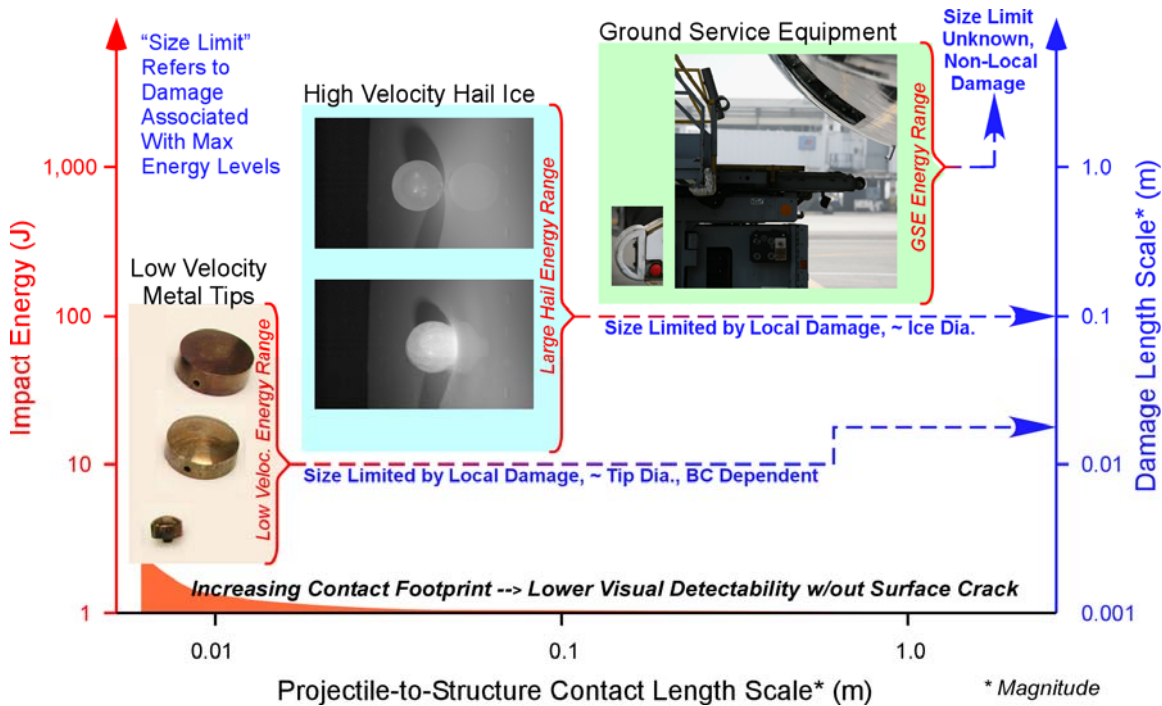 “Size Limit”
Refers to
Damage
Associated
With Max
Energy Levels
High Velocity Hail Ice
Ground Service Equipment
Size Limit
Unknown,
Non-Local
Damage
Low Velocity
Metal Tips
Low Veloc. Energy Range
Large Hail Energy Range
GSE Energy Range
Size Limited by Local Damage, ~ Ice Dia.
Size Limited by Local Damage, ~ Tip Dia., BC Dependent
Increasing Contact Footprint --> Lower Visual Detectability w/out Surface Crack
Impact Energy (J)
1,000
100
10
1
Damage Length Scale* (m)
1.0
0.1
0.01
0.001
0.01
0.1
1.0
Projectile-to-Structure Contact Length Scale* (m)
* Magnitude